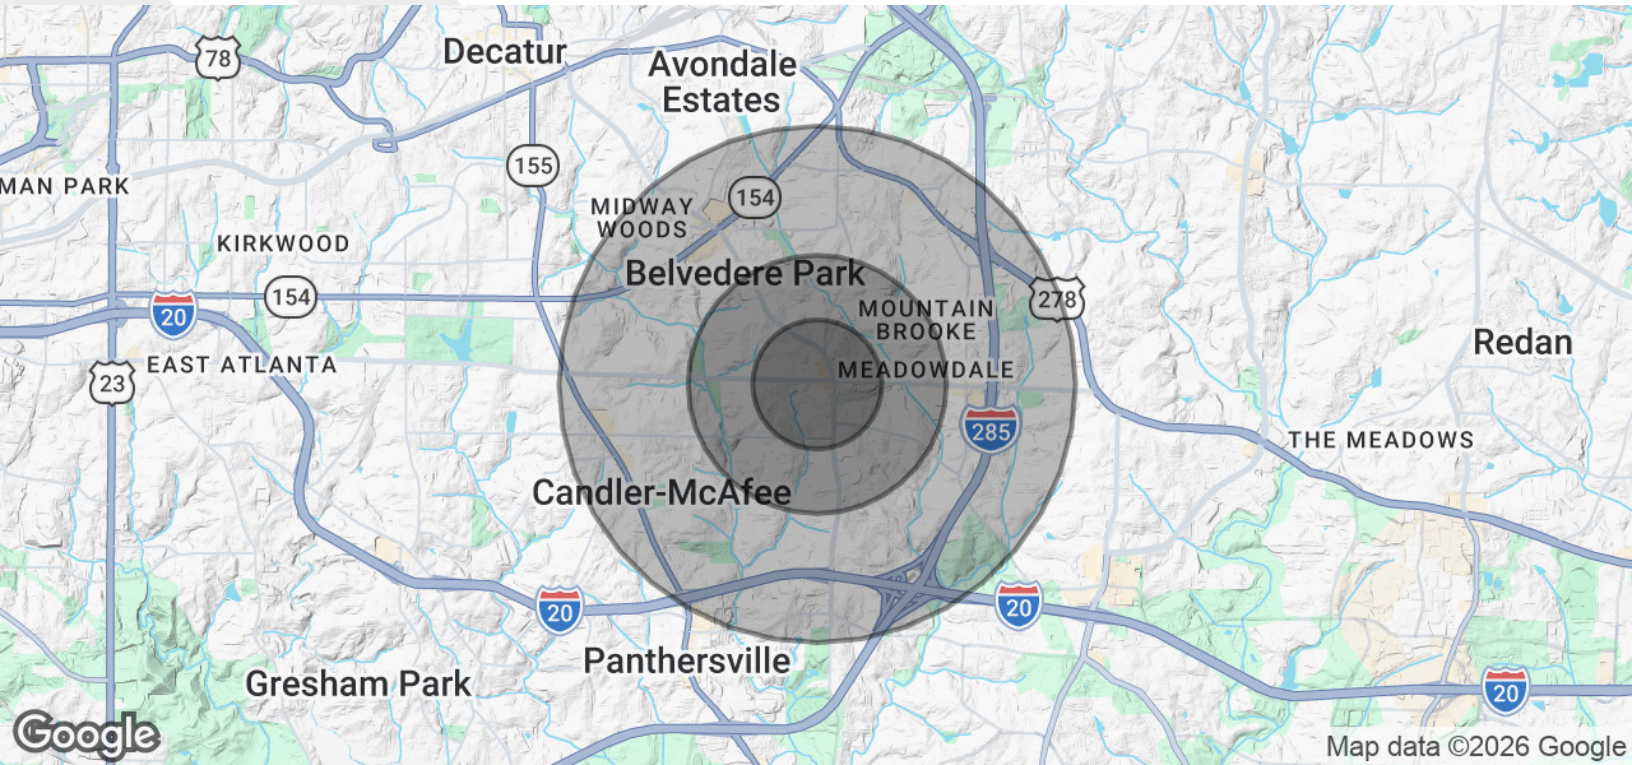 78
Decatur
Avondale
Estates
155
MAN PARK
154
MIDWAY
WOODS
KIRKWOOD
Belvedere Park
154
20
278
MOUNTAIN
BROOKE
Redan
EAST ATLANTA
MEADOWDALE
23
285
THE MEADOWS
Candler-McAfee
20
20
Panthersville
Gresham Park
20
Google
Map data ©2026 Google